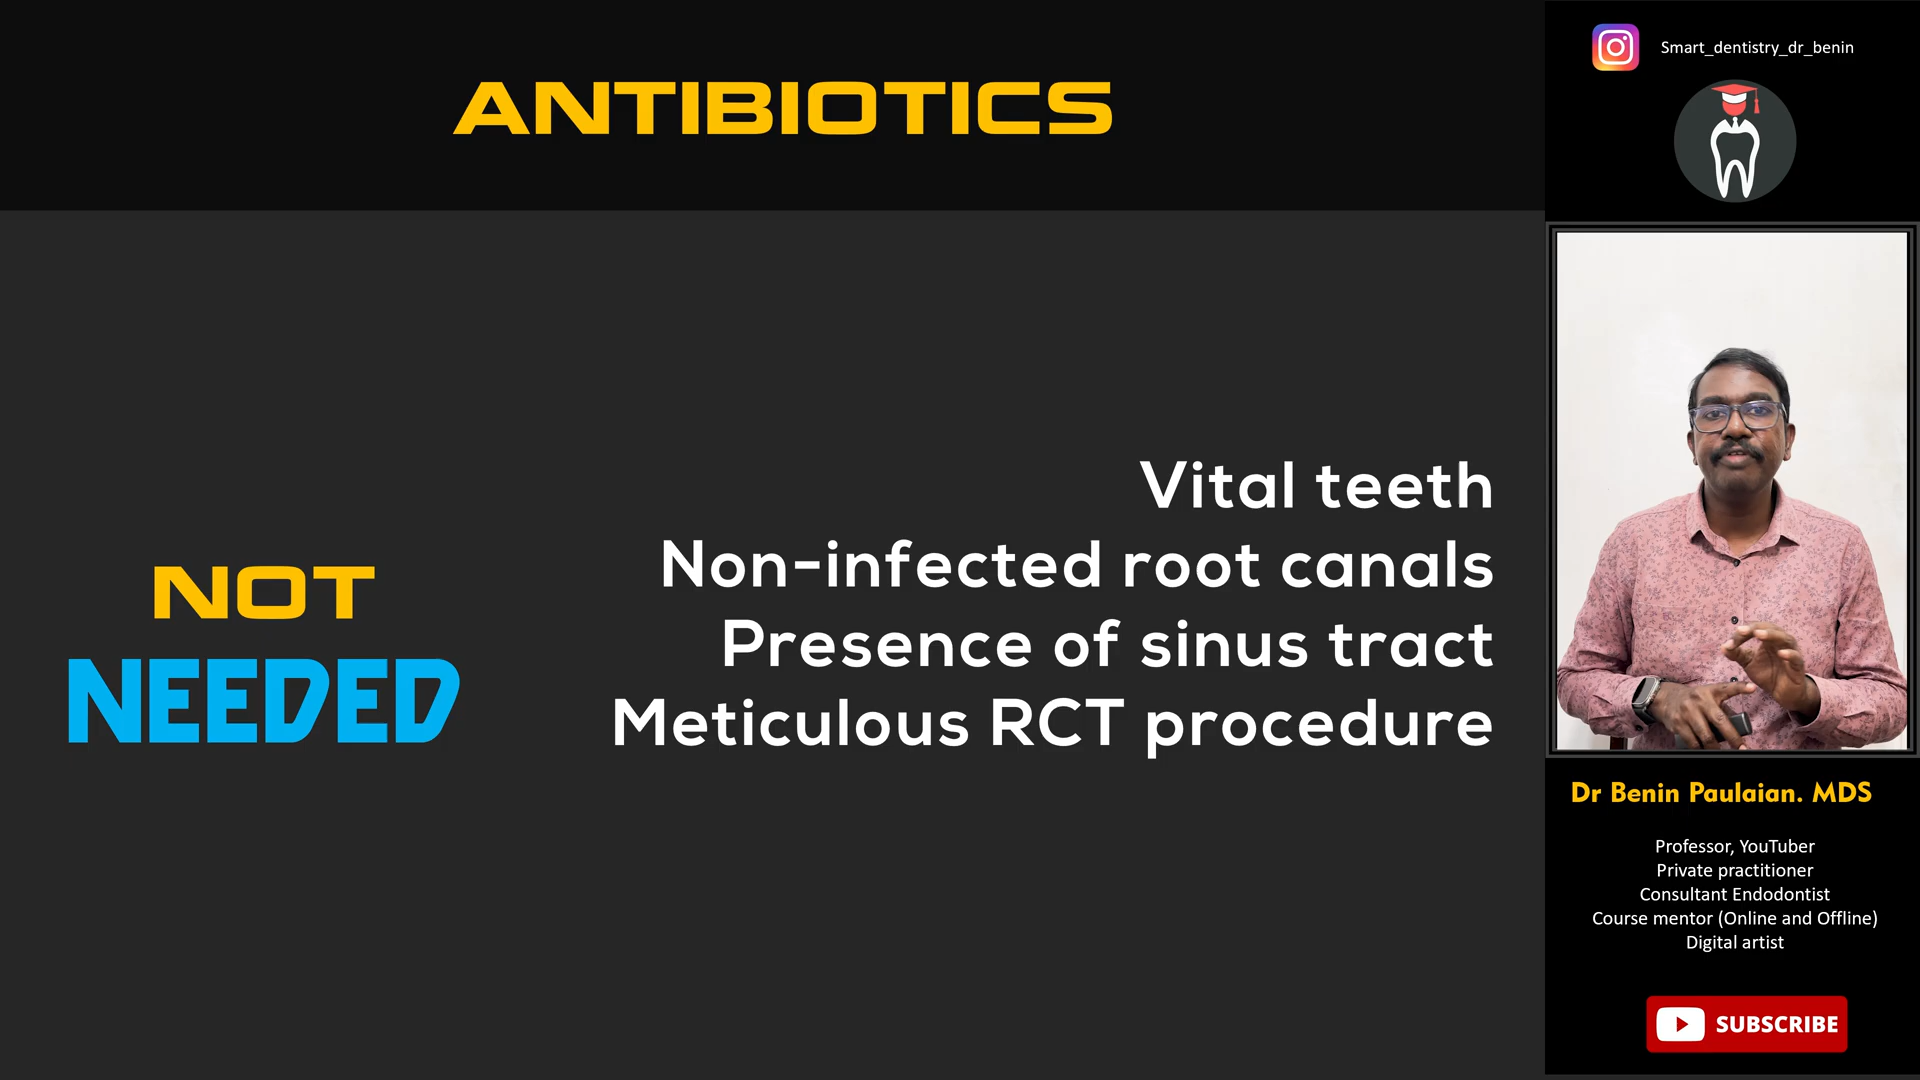 ANTIBIOTICS
NOT
NEEDED
Vital teeth
Non-infected root canals
Presence of sinus tract
Meticulous RCT procedure
Smart_dentistry_dr_benin
Dr Benin Paulaian. MDS
Professor, YouTuber
Private practitioner
Consultant Endodontist
Course mentor (Online and Offline)
Digital artist
SUBSCRIBE